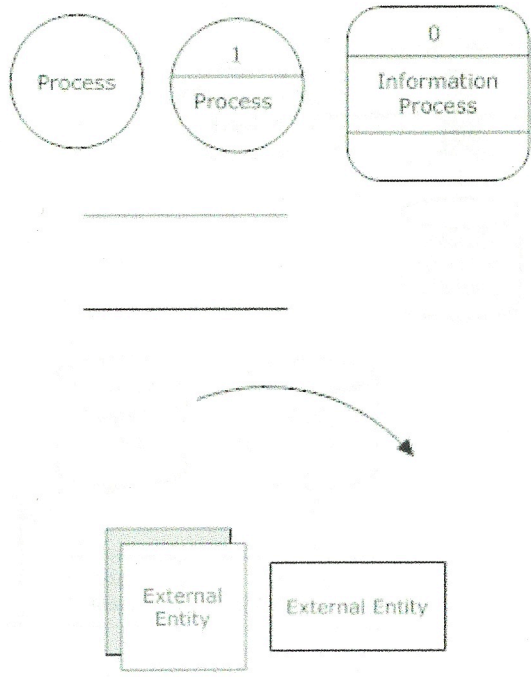 Process
1
Process
0
Information
Process
External
Entity
External Entity